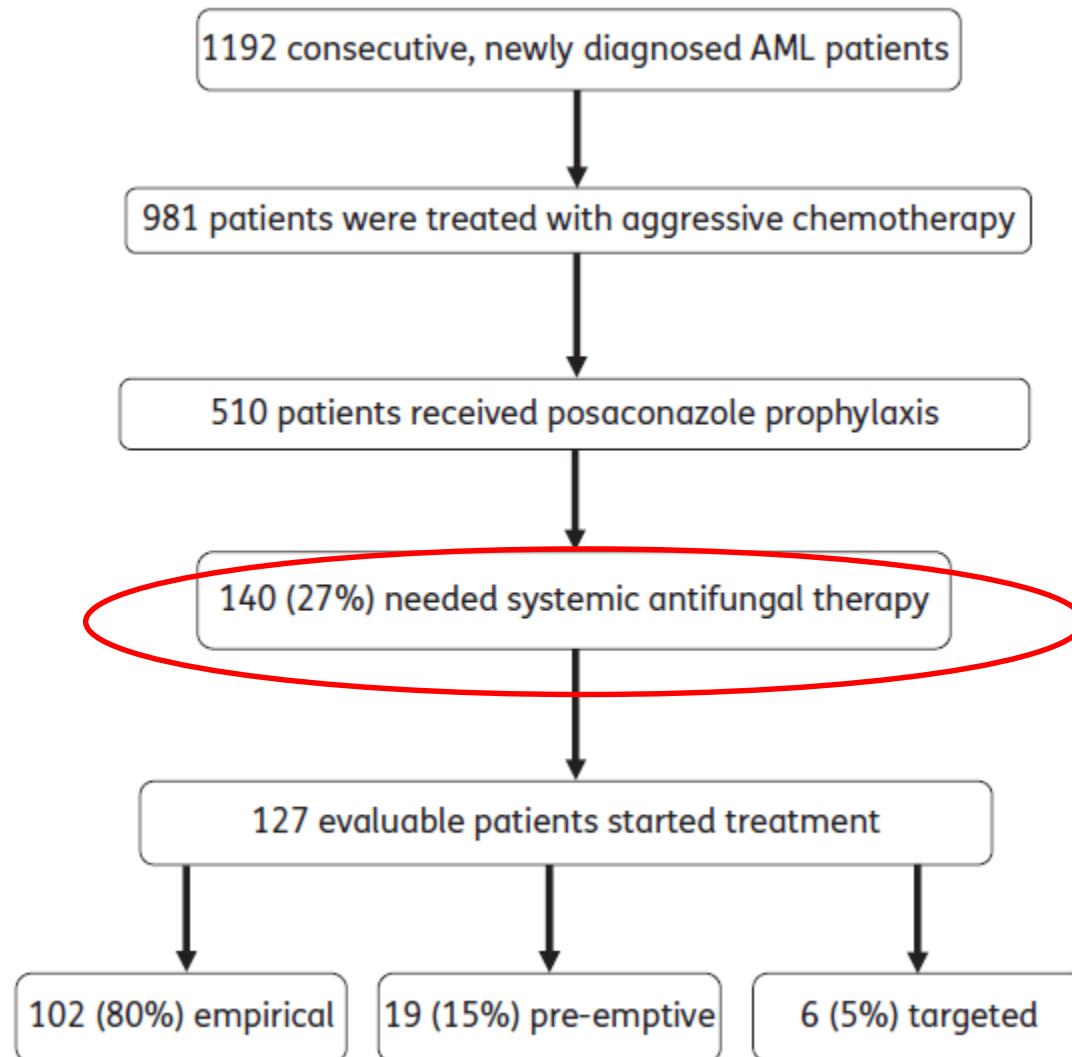 1192 consecutive, newly diagnosed AML patients
981 patients were treated with aggressive chemotherapy
510 patients received posaconazole prophylaxis
140 (27%) needed systemic antifungal therapy
127 evaluable patients started treatment
102 (80%) empirical
19 (15%) pre-emptive
6 (5%) targeted